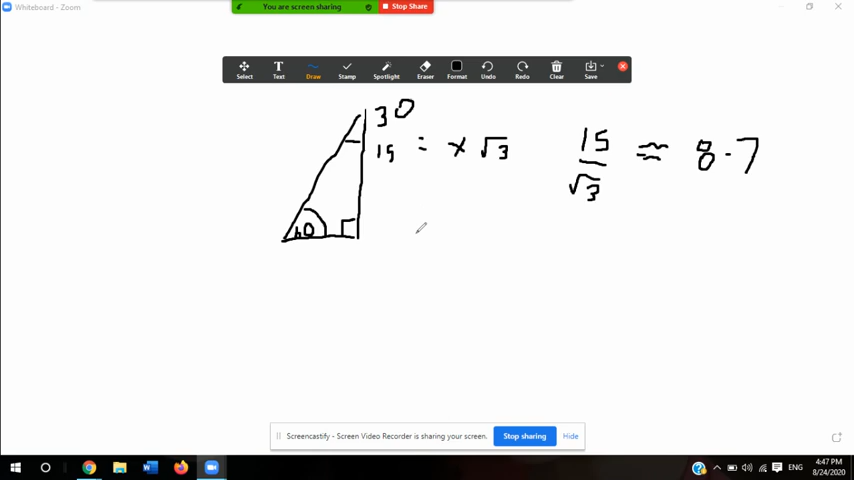 Whiteboard - Zoom
You are screen sharing
Stop Share
Select Text Draw Stamp Spotlight Eraser Format Undo Redo Clear Save
30
15 = x √3
15
√3
≈ 8.7
60
Screencastify - Screen Video Recorder is sharing your screen. Stop sharing Hide
ENG
4:47 PM
8/24/2020